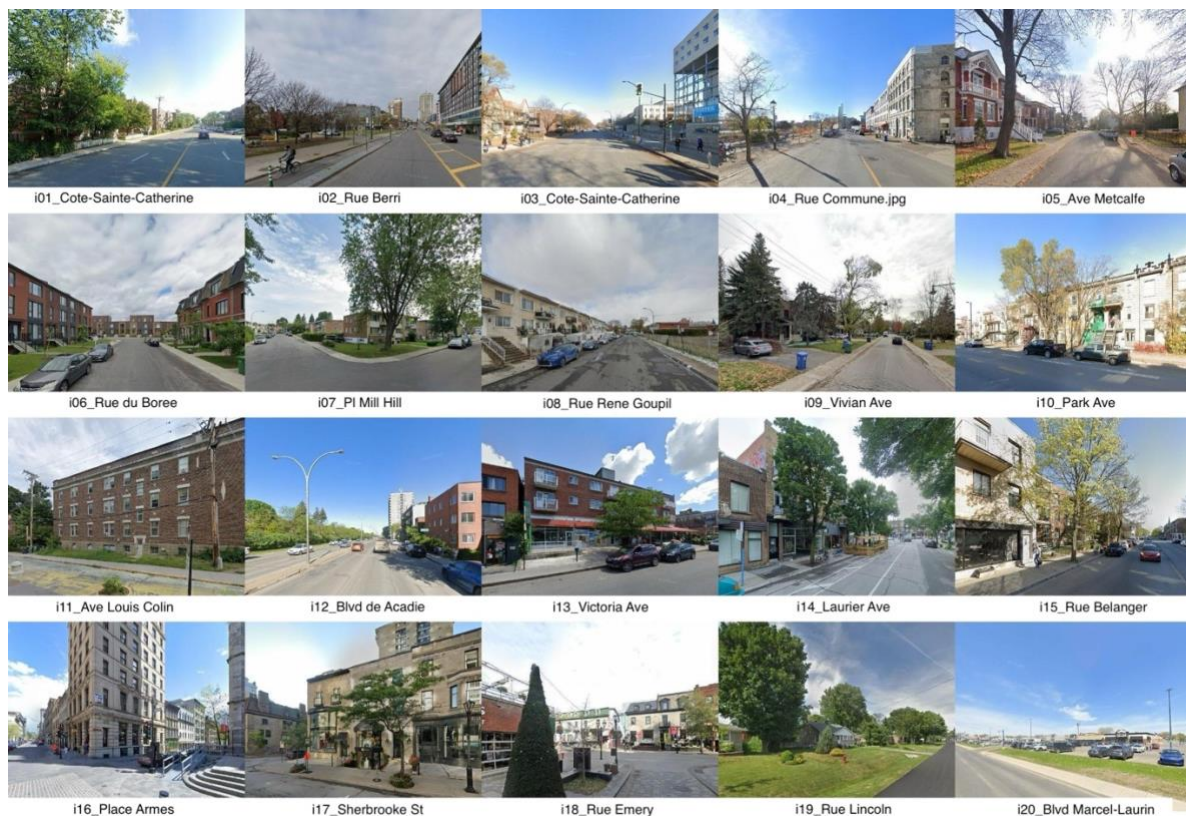 i01_Cote-Sainte-Catherine
i02_Rue Berri
i03_Cote-Sainte-Catherine
i04_Rue Commune.jpg
i05_Ave Metcalfe
i06_Rue du Boree
i07_Pl Mill Hill
i08_Rue Rene Goupil
i09_Vivian Ave
i10_Park Ave
i11_Ave Louis Colin
i12_Blvd de Acadie
i13_Victoria Ave
i14_Laurier Ave
i15_Rue Belanger
i16_Place Armes
i17_Sherbrooke St
i18_Rue Emery
i19_Rue Lincoln
i20_Blvd Marcel-Laurin